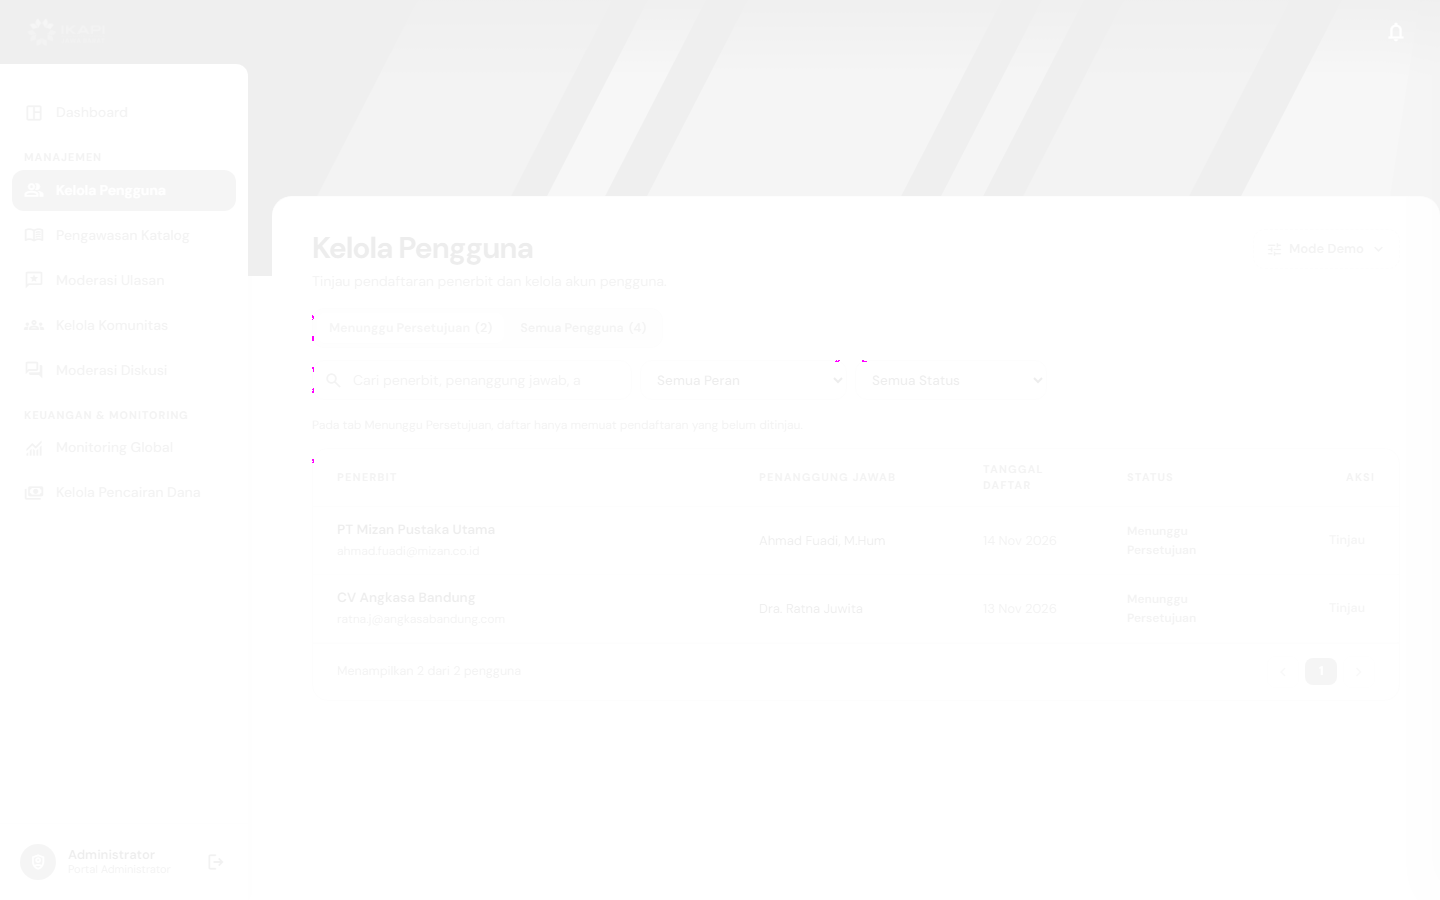 Dashboard
MANAJEMEN
Kelola Pengguna
Pengawasan Katalog
Moderasi Ulasan
Kelola Komunitas
Moderasi Diskusi
KEUANGAN & MONITORING
Monitoring Global
Kelola Pencairan Dana
Administrator
Portal Administrator
Kelola Pengguna
Mode Demo
Tinjau pendaftaran penerbit dan kelola akun pengguna.
Menunggu Persetujuan (2) Semua Pengguna (4)
Cari penerbit, penanggung jawab, a Semua Peran Semua Status
Pada tab Menunggu Persetujuan, daftar hanya memuat pendaftaran yang belum ditinjau.
PENERBIT PENANGGUNG JAWAB TANGGAL DAFTAR STATUS AKSI
PT Mizan Pustaka Utama
ahmad.fuadi@mizan.co.id
Ahmad Fuadi, M.Hum 14 Nov 2026 Menunggu Persetujuan Tinjau
CV Angkasa Bandung
ratna.j@angkasabandung.com
Dra. Ratna Juwita 13 Nov 2026 Menunggu Persetujuan Tinjau
Menampilkan 2 dari 2 pengguna
1